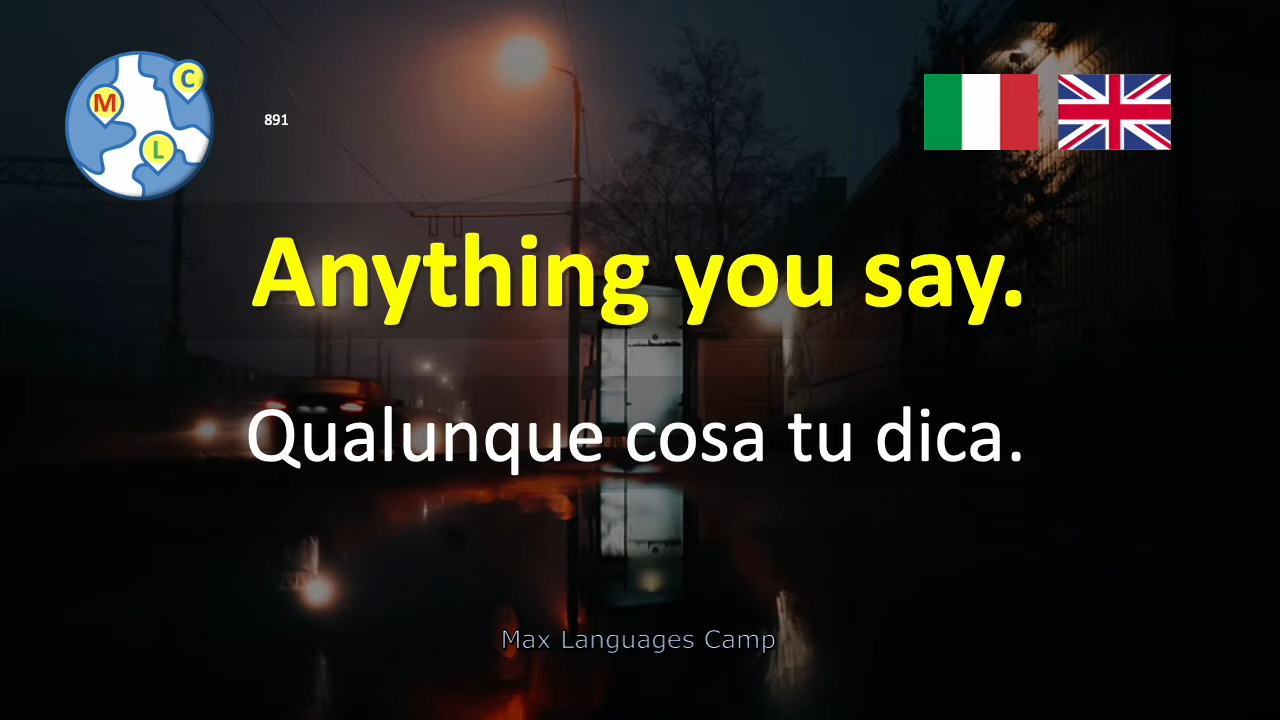 M
C
L
891
Anything you say.
Qualunque cosa tu dica.
Max Languages Camp